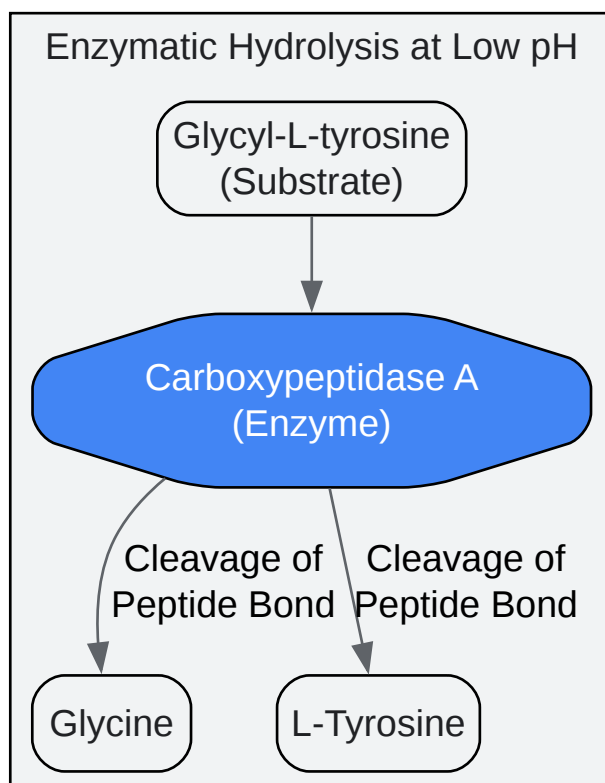 Enzymatic Hydrolysis at Low pH
Glycyl-L-tyrosine
(Substrate)
Carboxypeptidase A
(Enzyme)
Cleavage of
Peptide Bond
Cleavage of
Peptide Bond
Glycine
L-Tyrosine